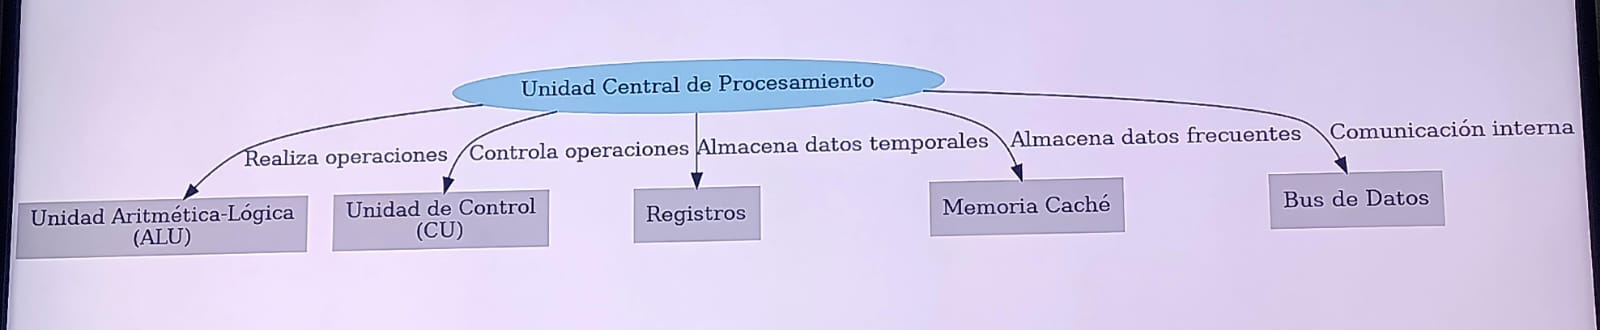 Unidad Central de Procesamiento
Realiza operaciones
Controla operaciones
Almacena datos temporales
Almacena datos frecuentes
Comunicación interna
Unidad Aritmética-Lógica
(ALU)
Unidad de Control
(CU)
Registros
Memoria Caché
Bus de Datos